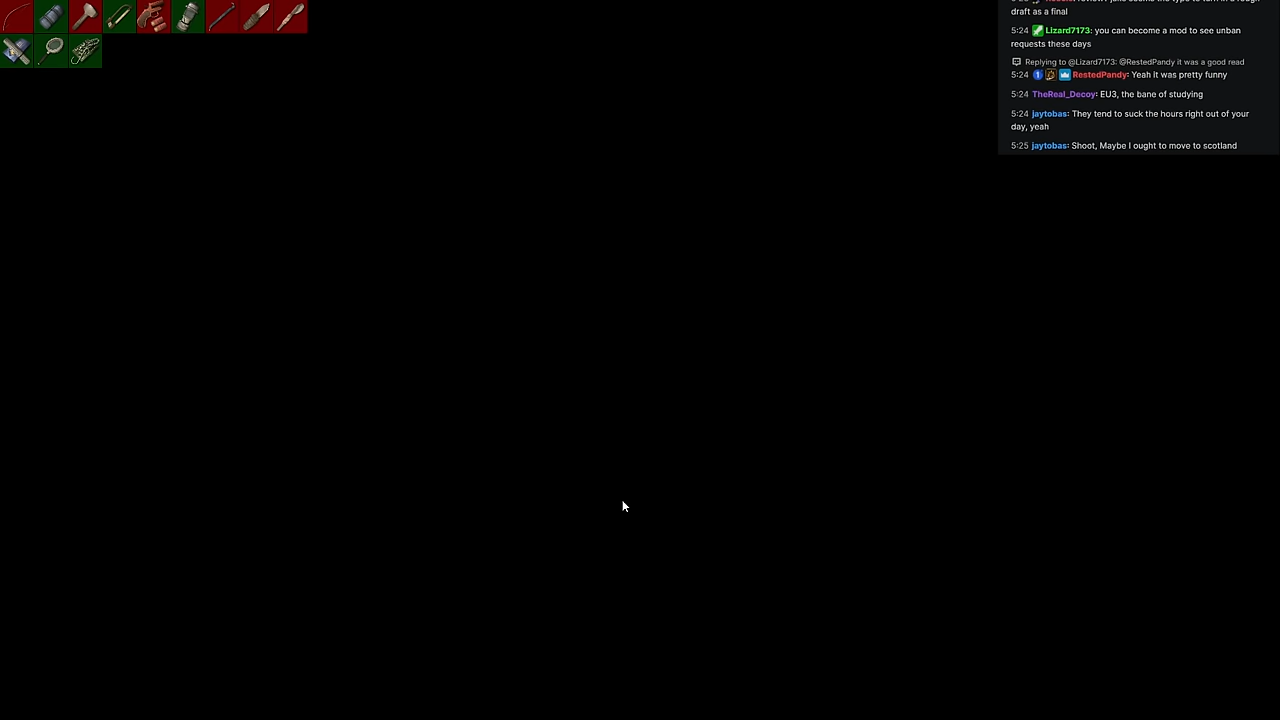 draft as a final
5:24 Lizard7173: you can become a mod to see unban
requests these days
Replying to @Lizard7173: @RestedPandy it was a good read
5:24 1 RestedPandy: Yeah It was pretty funny
5:24 TheReal_Decoy: EU3, the bane of studying
5:24 jaytobas: They tend to suck the hours right out of your
day, yeah
5:25 jaytobas: Shoot, Maybe I ought to move to scotland